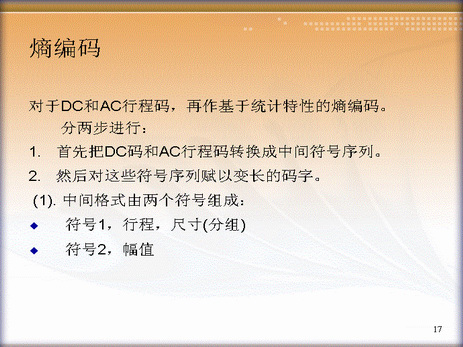 熵编码
对于DC和AC行程码，再作基于统计特性的熵编码。
分两步进行：
1. 首先把DC码和AC行程码转换成中间符号序列。
2. 然后对这些符号序列赋以变长的码字。
(1). 中间格式由两个符号组成：
◆ 符号1，行程，尺寸(分组)
◆ 符号2，幅值
17